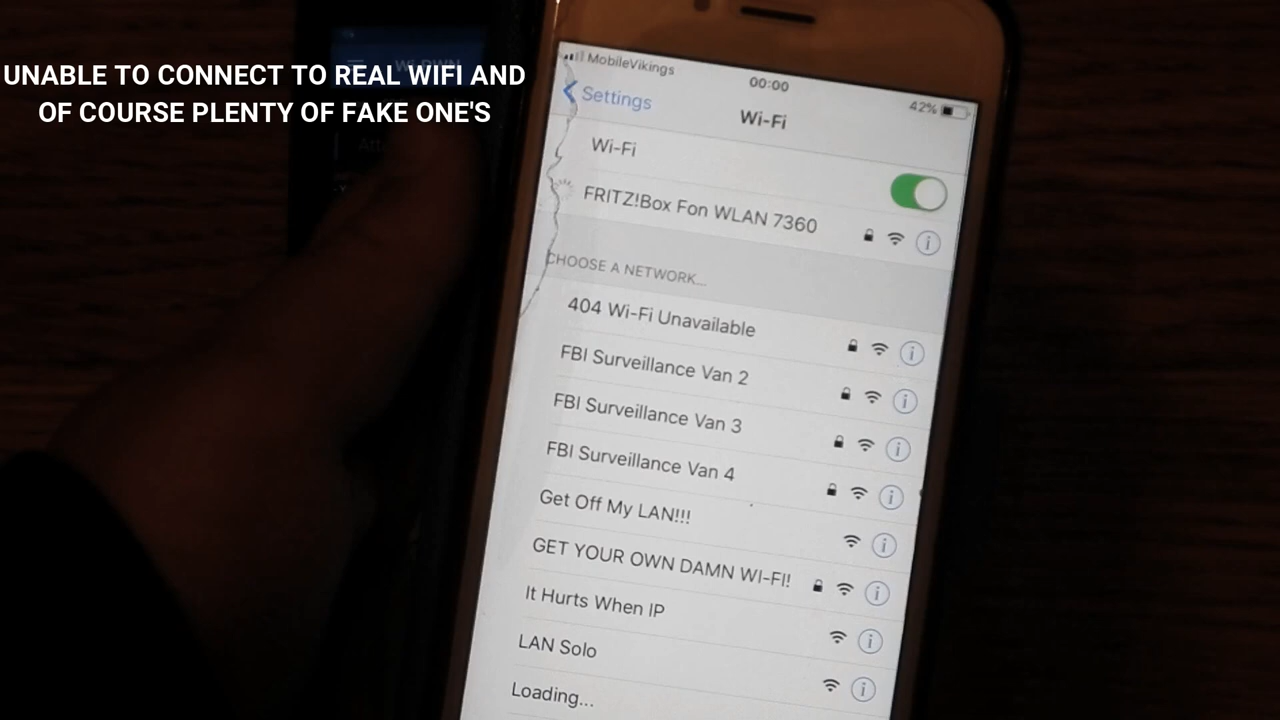 UNABLE TO CONNECT TO REAL WIFI AND
OF COURSE PLENTY OF FAKE ONE'S
MobileVikings
00:00
42%
Settings
Wi-Fi
Wi-Fi
FRITZ!Box Fon WLAN 7360
CHOOSE A NETWORK...
404 Wi-Fi Unavailable
FBI Surveillance Van 2
FBI Surveillance Van 3
FBI Surveillance Van 4
Get Off My LAN!!!
GET YOUR OWN DAMN WI-FI!
It Hurts When IP
LAN Solo
Loading...